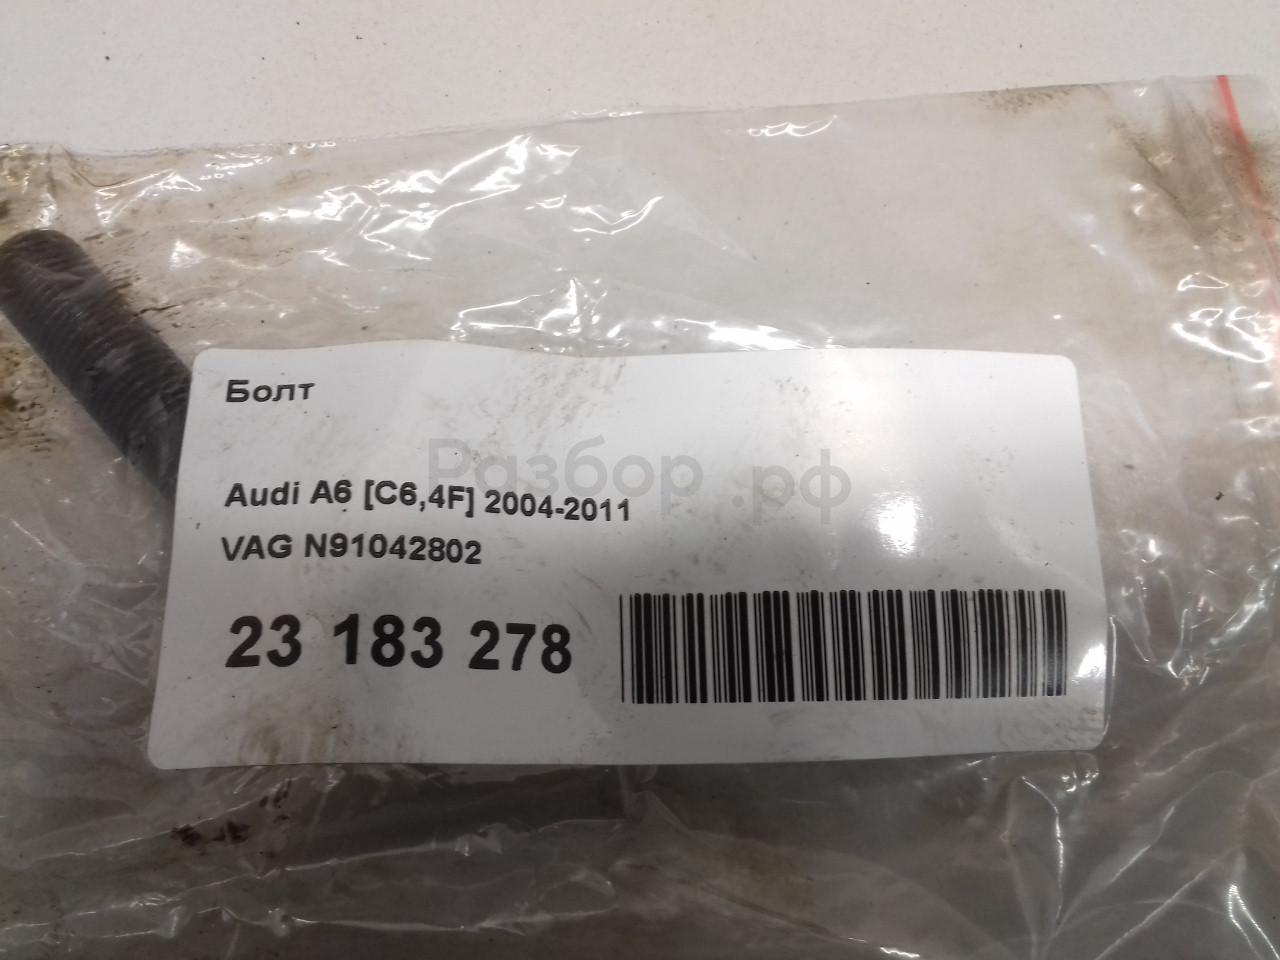 Болт
Разбор.рф
Audi A6 [C6,4F] 2004-2011
VAG N91042802
23 183 278